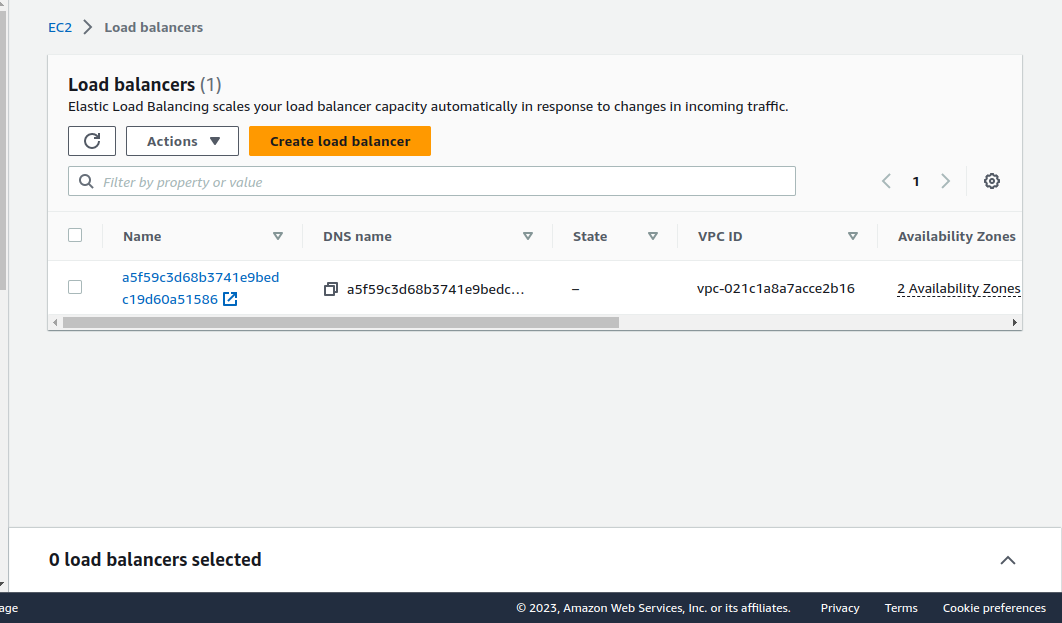 EC2 > Load balancers
Load balancers (1)
Elastic Load Balancing scales your load balancer capacity automatically in response to changes in incoming traffic.
Actions
Create load balancer
Filter by property or value
1
Name DNS name State VPC ID Availability Zones
a5f59c3d68b3741e9bed
c19d60a51586
a5f59c3d68b3741e9bedc...
–
vpc-021c1a8a7acce2b16
2 Availability Zones
0 load balancers selected
age © 2023, Amazon Web Services, Inc. or its affiliates. Privacy Terms Cookie preferences